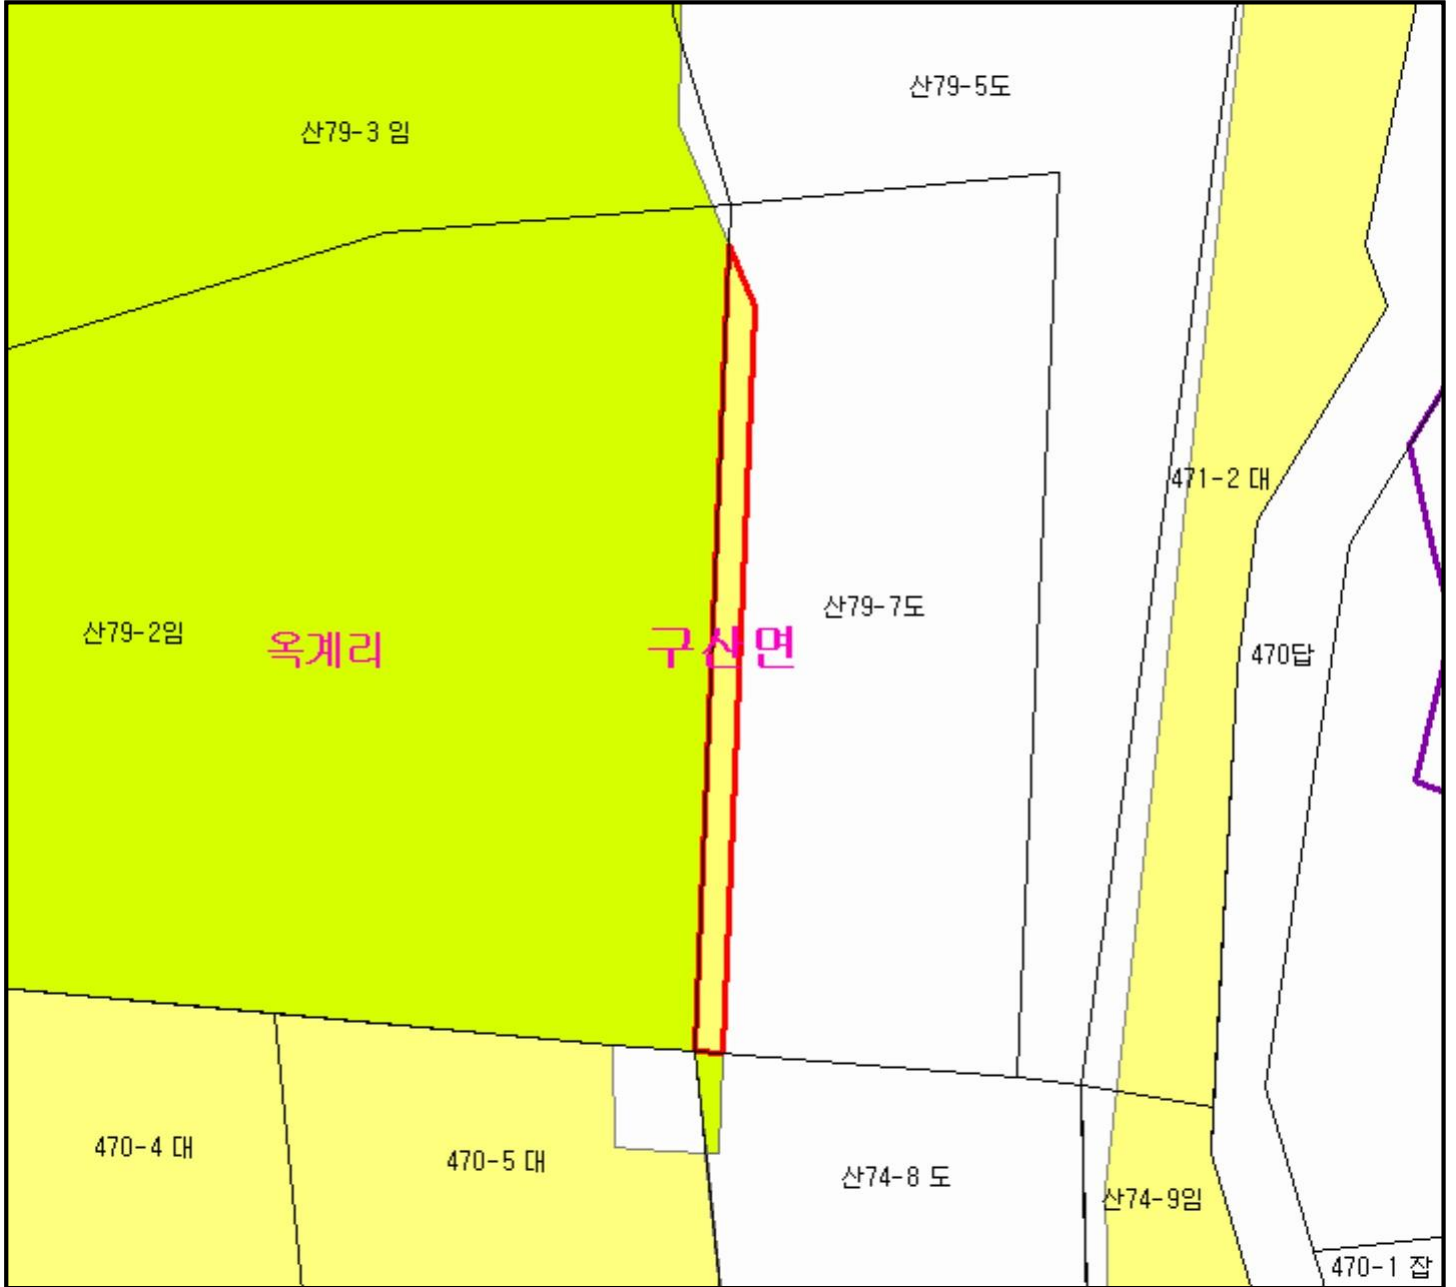 산79-5도
산79-3 임
471-2 대
산79-7도
산79-2임
옥계리
구산면
470답
470-4 대
470-5 대
산74-8 도
산74-9임
470-1 잡